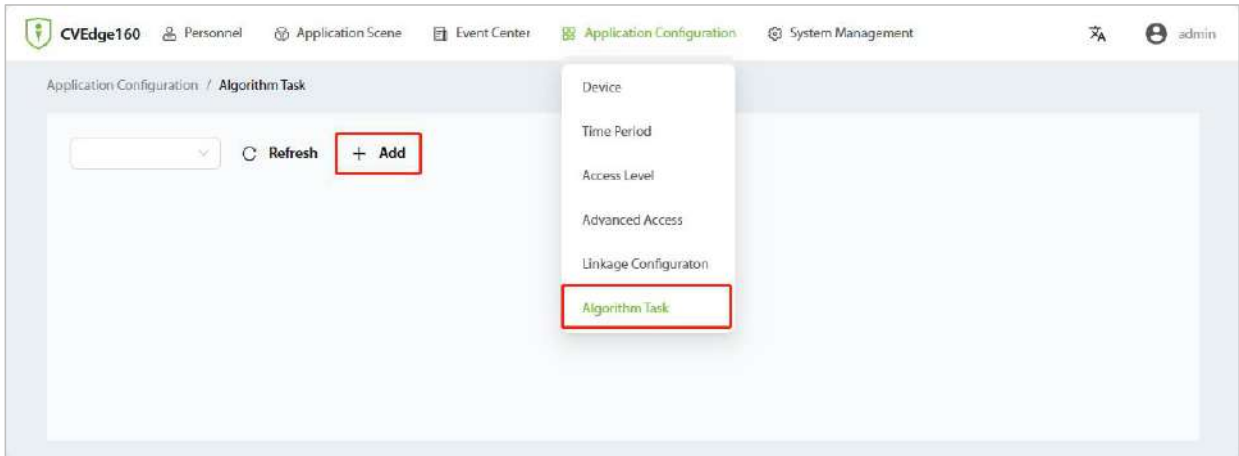 CVEdge160 Personnel Application Scene Event Center Application Configuration System Management admin
Application Configuration / Algorithm Task
Device
Time Period
Refresh + Add
Access Level
Advanced Access
Linkage Configuraton
Algorithm Task